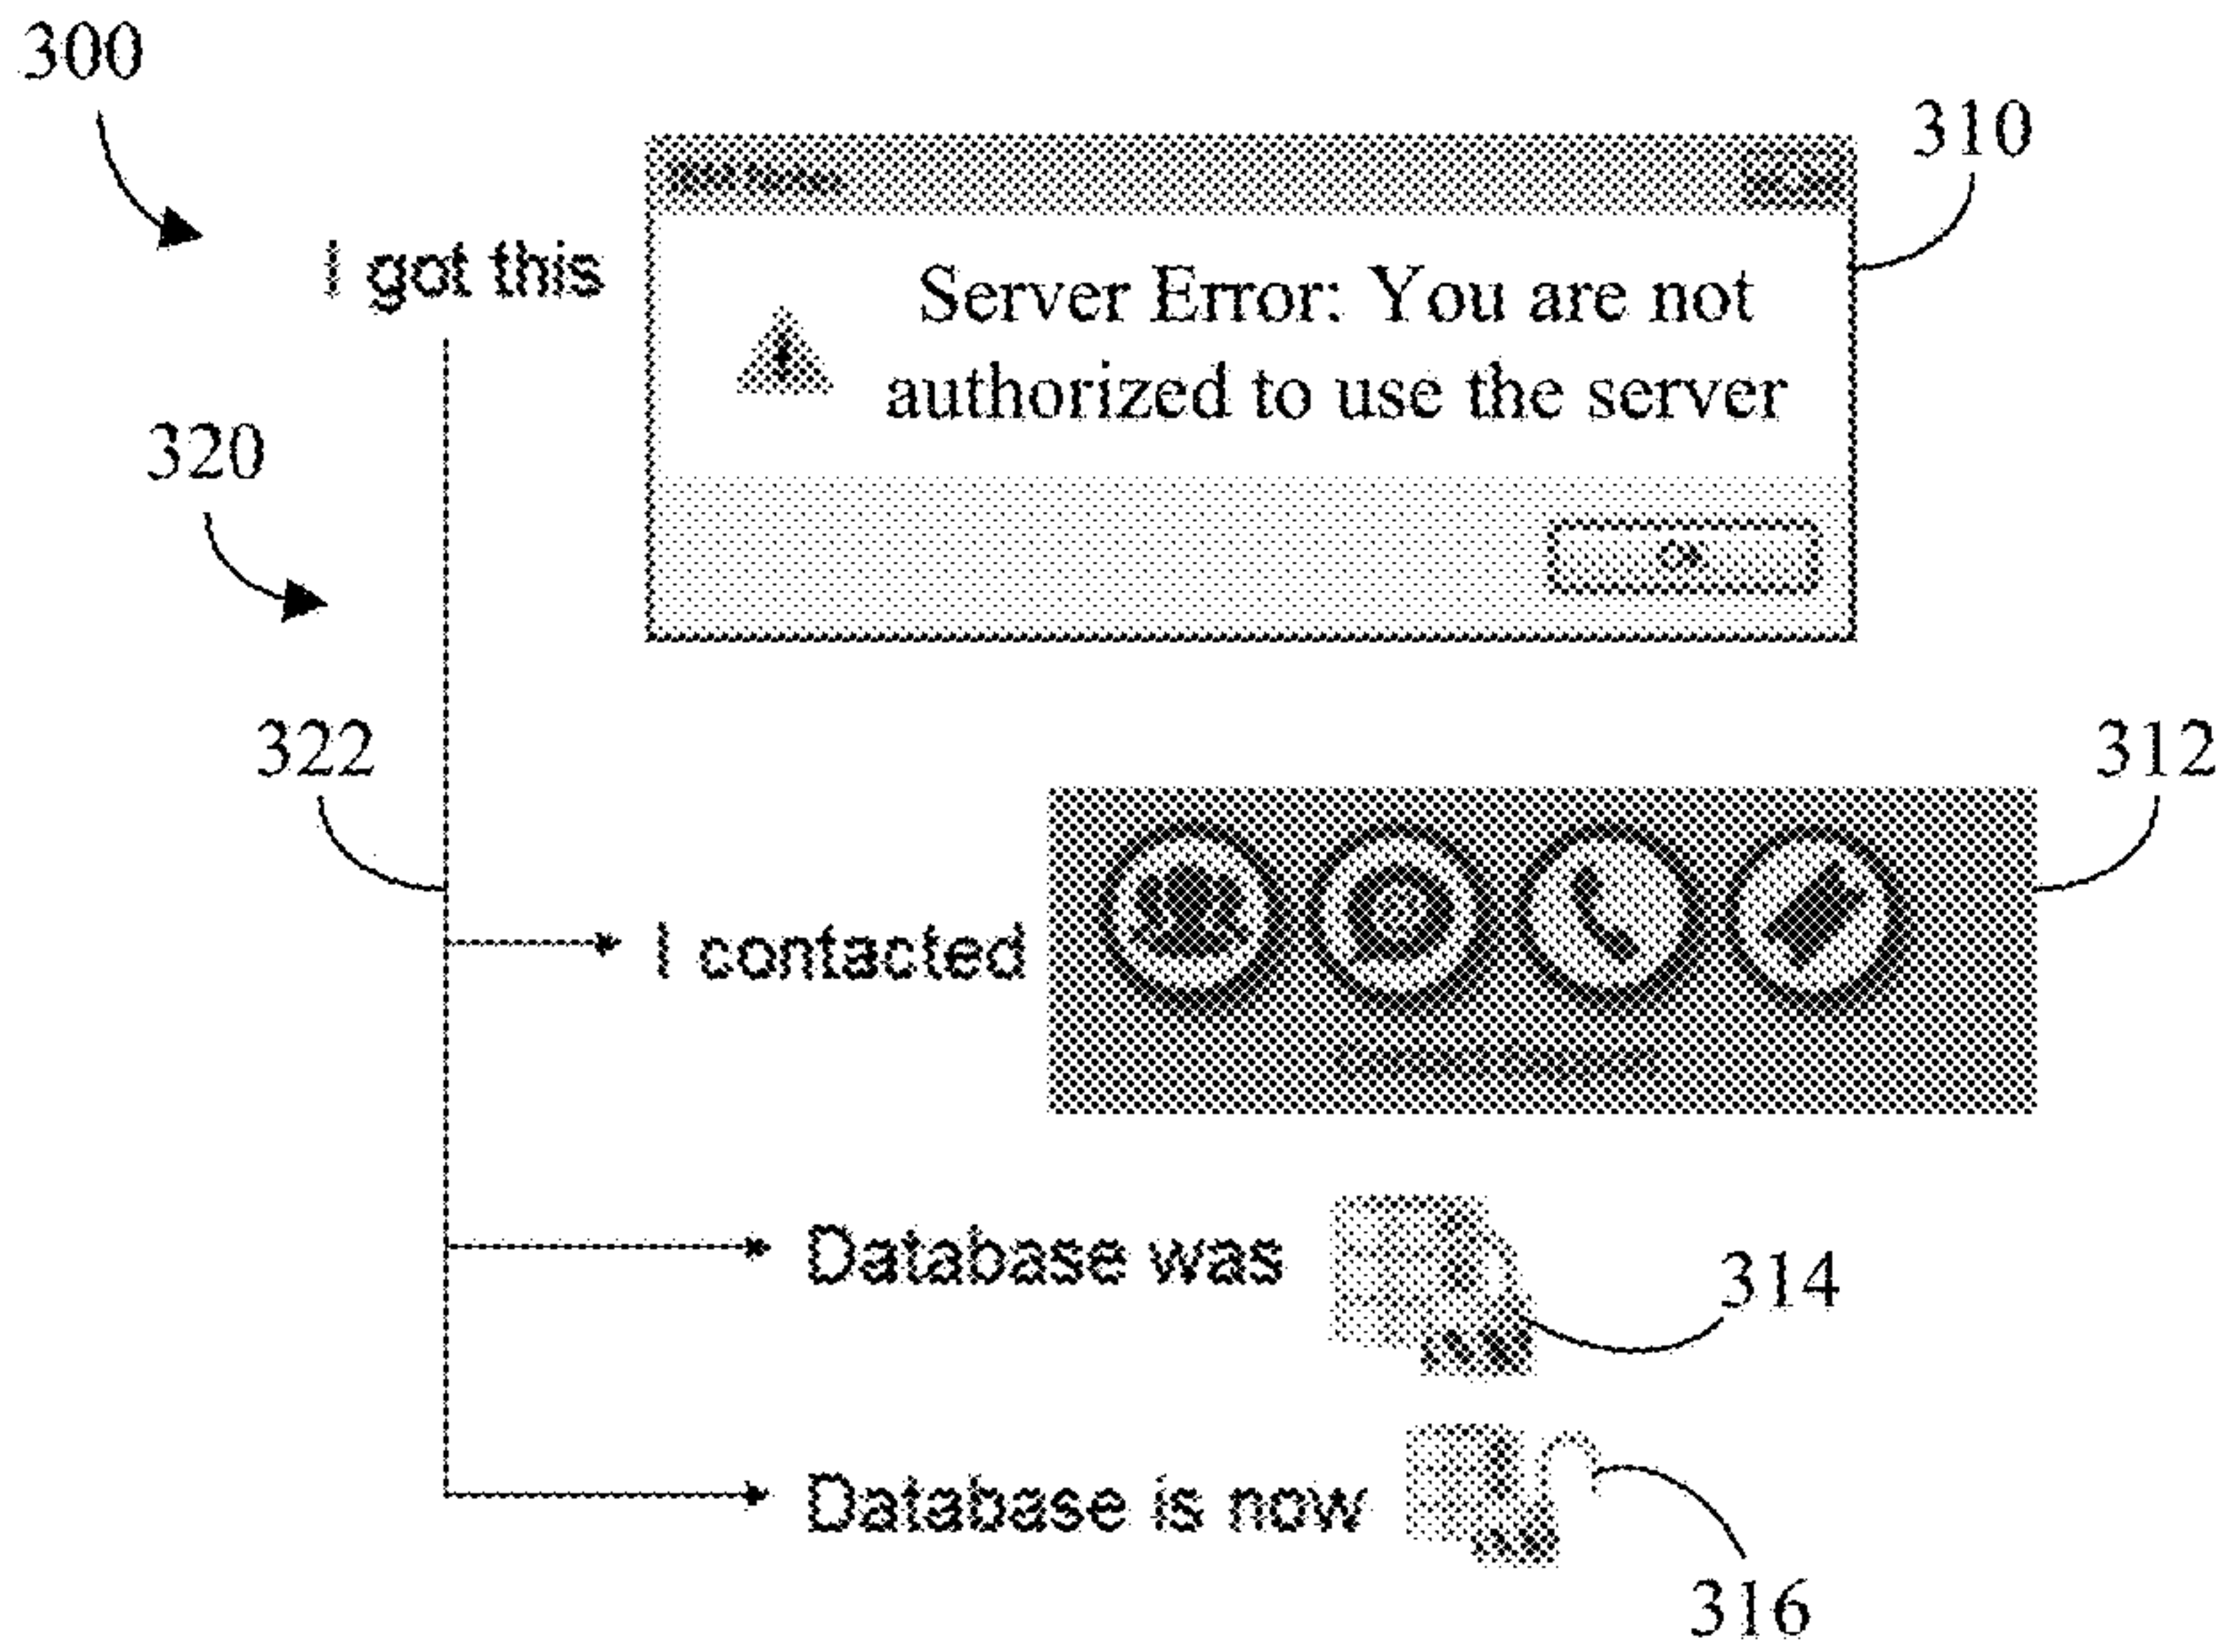 300
310
I got this
Server Error: You are not
authorized to use the server
320
OK
322
312
I contacted
Database was
314
Database is now
316